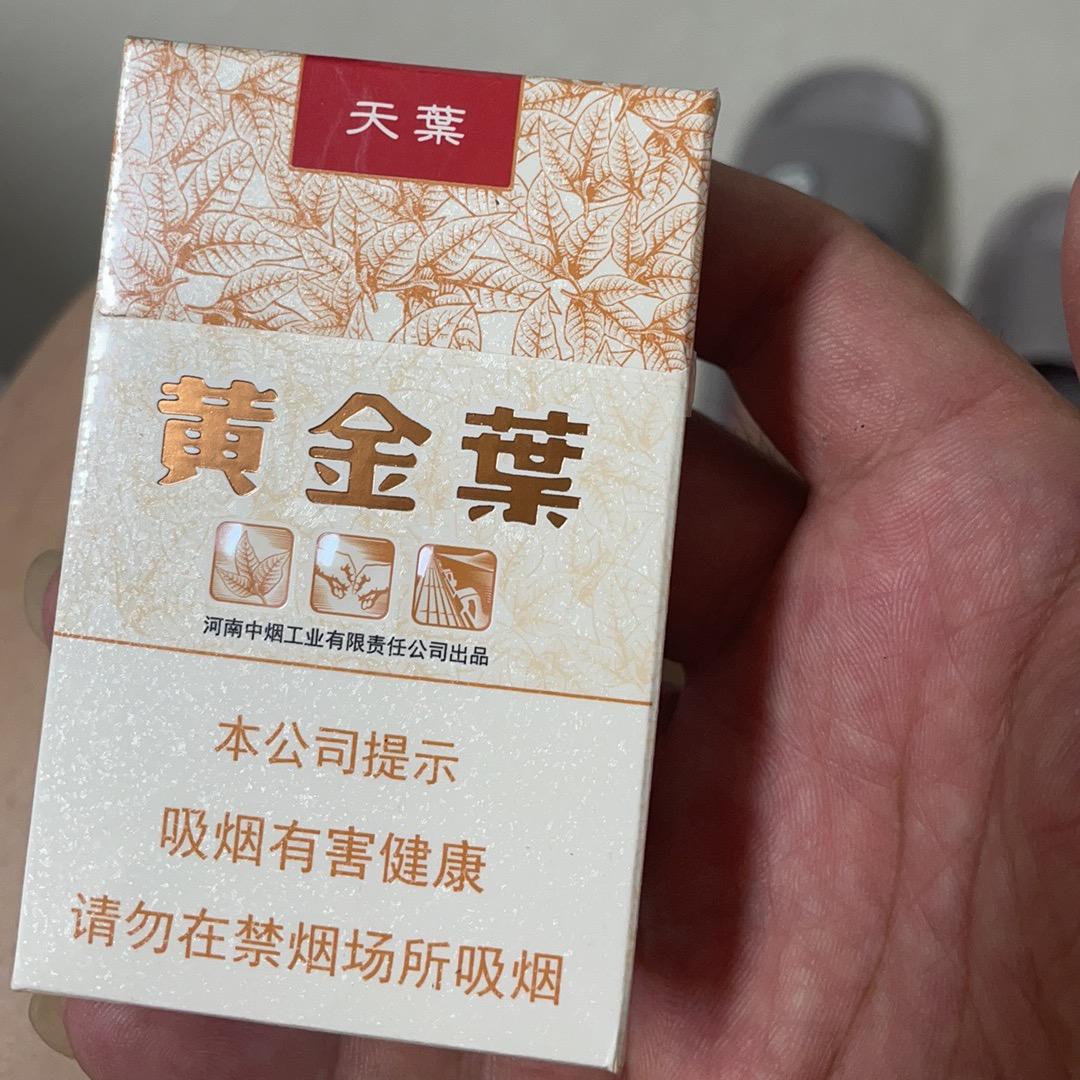 天葉
黄金葉
河南中烟工业有限责任公司出品
本公司提示
吸烟有害健康
请勿在禁烟场所吸烟